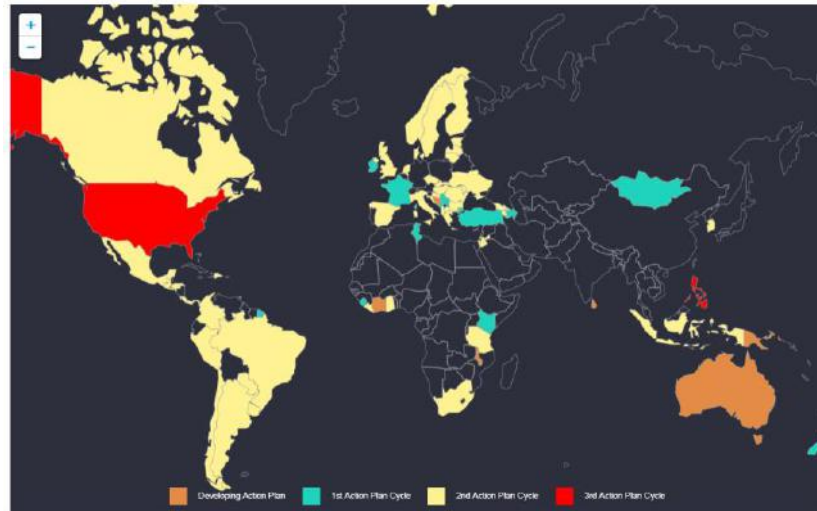 +
−
Developing Action Plan 1st Action Plan Cycle 2nd Action Plan Cycle 3rd Action Plan Cycle